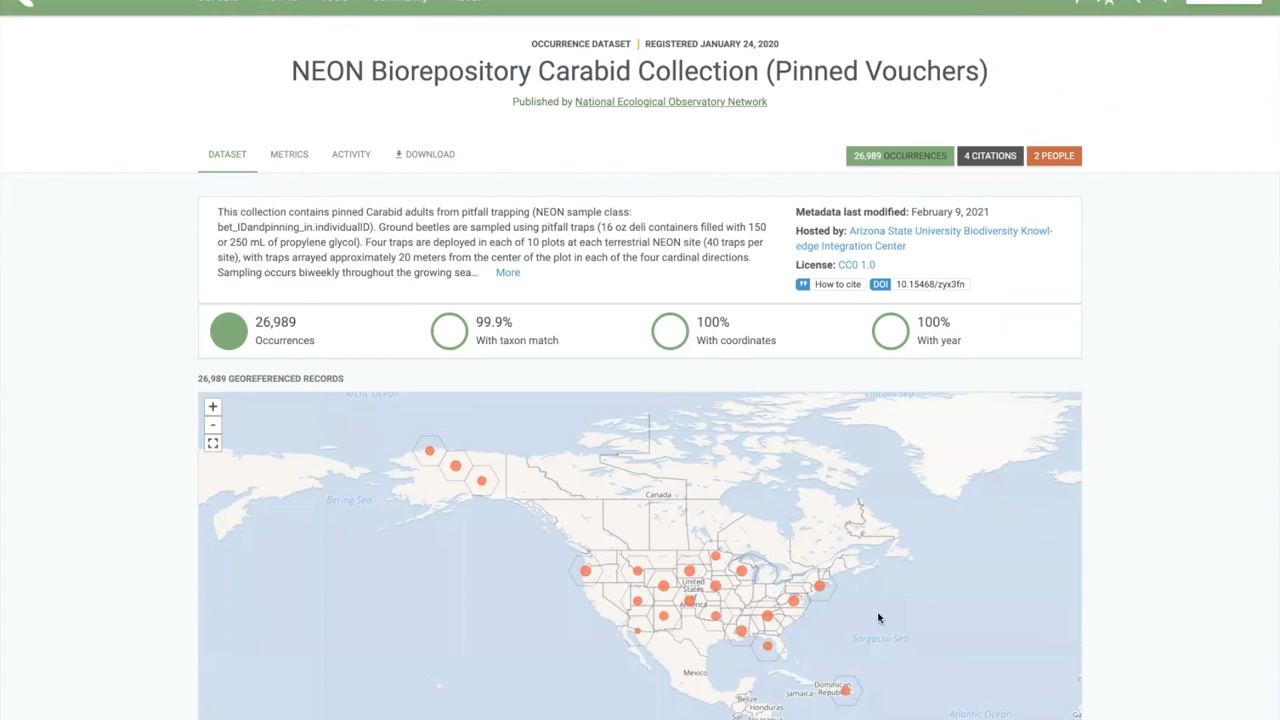 OCCURRENCE DATASET | REGISTERED JANUARY 24, 2020
NEON Biorepository Carabid Collection (Pinned Vouchers)
Published by National Ecological Observatory Network
DATASET METRICS ACTIVITY DOWNLOAD 26,989 OCCURRENCES 4 CITATIONS 2 PEOPLE
This collection contains pinned Carabid adults from pitfall trapping (NEON sample class:
bet_IDandpinning_in.individualID). Ground beetles are sampled using pitfall traps (16 oz deli containers filled with 150
or 250 mL of propylene glycol). Four traps are deployed in each of 10 plots at each terrestrial NEON site (40 traps per
site), with traps arrayed approximately 20 meters from the center of the plot in each of the four cardinal directions.
Sampling occurs biweekly throughout the growing sea... More
Metadata last modified: February 9, 2021
Hosted by: Arizona State University Biodiversity Knowl-
edge Integration Center
License: CC0 1.0
How to cite DOI 10.15468/zyx3fn
26,989
Occurrences
99.9%
With taxon match
100%
With coordinates
100%
With year
26,989 GEOREFERENCED RECORDS
+
-
Arctic Ocean
Lincoln Sea
Bering Sea
Canada
United
States
of
America
Sargasso Sea
Mexico
Dominican
Republic
Jamaica
Belize
Honduras
Atlantic Ocean